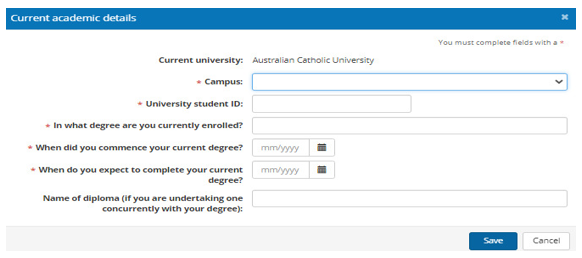 Current academic details ×
You must complete fields with a *
Current university: Australian Catholic University
* Campus:
* University student ID:
* In what degree are you currently enrolled?
* When did you commence your current degree? mm/yyyy
* When do you expect to complete your current mm/yyyy
degree?
Name of diploma (if you are undertaking one
concurrently with your degree):
Save Cancel